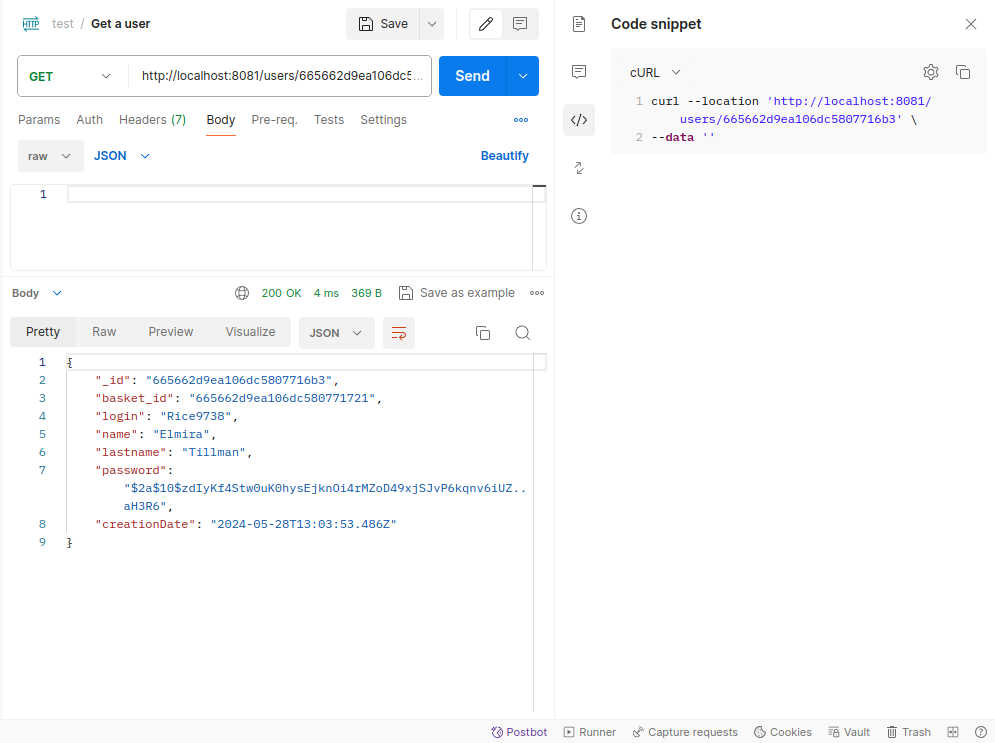 HTTP test / Get a user Save
GET http://localhost:8081/users/665662d9ea106dc5... Send
Params Auth Headers (7) Body Pre-req. Tests Settings
raw JSON Beautify
1
Body 200 OK 4 ms 369 B Save as example
Pretty Raw Preview Visualize JSON
1 {
2 "_id": "665662d9ea106dc5807716b3",
3 "basket_id": "665662d9ea106dc580771721",
4 "login": "Rice9738",
5 "name": "Elmira",
6 "lastname": "Tillman",
7 "password":
"$2a$10$zdIyKf4Stw0uK0hysEjknOi4rMZoD49xjSJvP6kqnv6iUZ..
aH3R6",
8 "creationDate": "2024-05-28T13:03:53.486Z"
9 }
Code snippet
cURL
1 curl --location 'http://localhost:8081/
users/665662d9ea106dc5807716b3' \
2 --data ''
Postbot Runner Capture requests Cookies Vault Trash